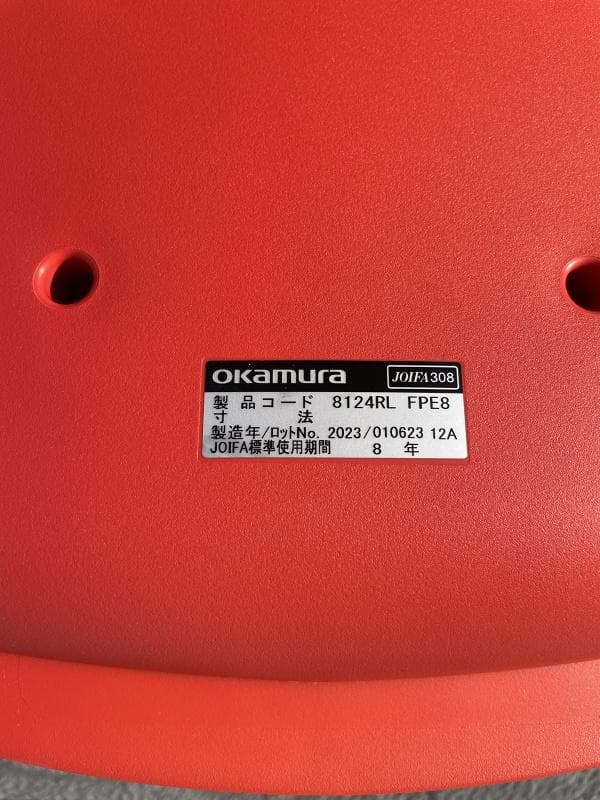 okamura JOIFA308
製品コード 8124RL FPE8
寸法
製造年/ロットNo. 2023/010623 12A
JOIFA標準使用期間 8 年